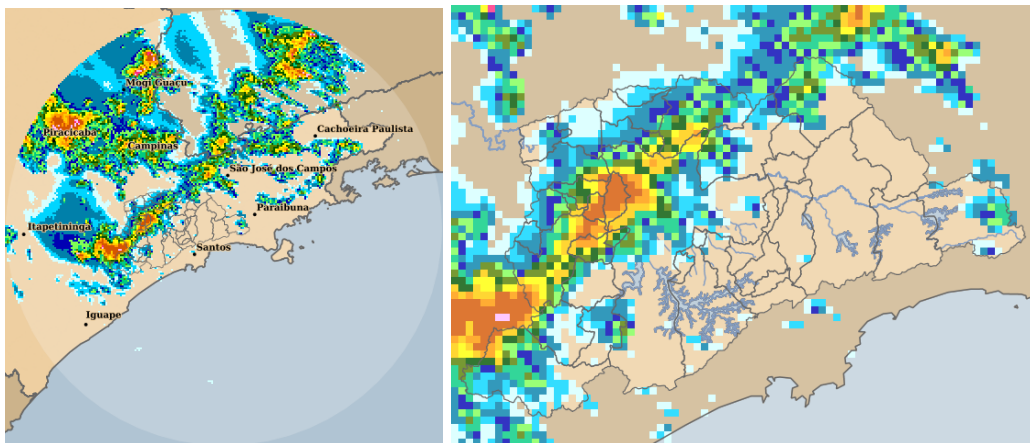 Mogi Guaçu
Piracicaba
Cachoeira Paulista
Campinas
São José dos Campos
Paraibuna
Itapetininga
Santos
Iguape